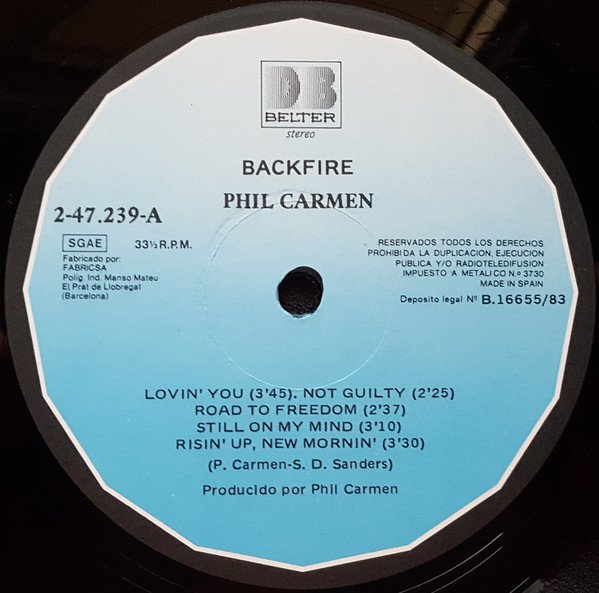 DB
BELTER
stereo
BACKFIRE
PHIL CARMEN
2-47.239-A
SGAE 33⅓ R.P.M.
Fabricado por:
FABRICSA
Polig. Ind. Manso Mateu
El Prat de Llobregat
(Barcelona)
RESERVADOS TODOS LOS DERECHOS
PROHIBIDA LA DUPLICACION, EJECUCION
PUBLICA Y/O RADIOTELEDIFUSION
IMPUESTO A METALICO N.º 3730
MADE IN SPAIN
Deposito legal Nº B.16655/83
LOVIN' YOU (3'45), NOT GUILTY (2'25)
ROAD TO FREEDOM (2'37)
STILL ON MY MIND (3'10)
RISIN' UP, NEW MORNIN' (3'30)
(P. Carmen-S. D. Sanders)
Producido por Phil Carmen